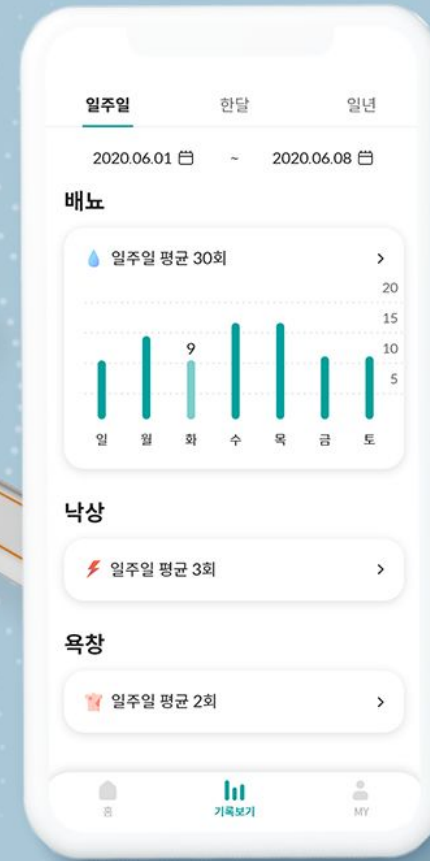 일주일 한달 일년
2020.06.01 ~ 2020.06.08
배뇨
일주일 평균 30회
20
15
10
5
9
일 월 화 수 목 금 토
낙상
일주일 평균 3회
욕창
일주일 평균 2회
홈 기록보기 MY